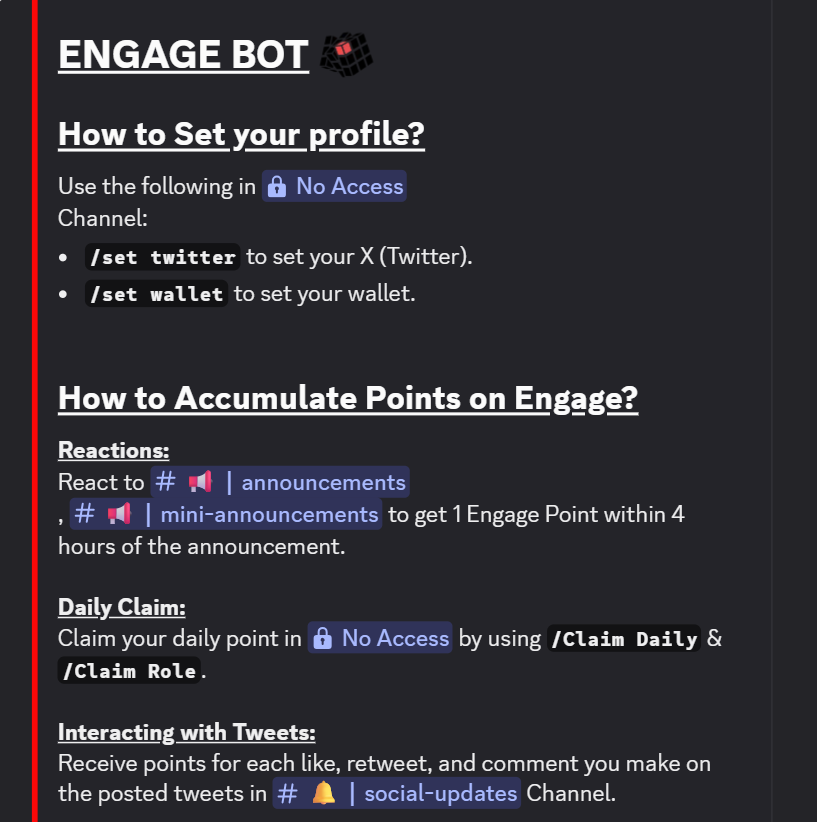 ENGAGE BOT
How to Set your profile?
Use the following in No Access
Channel:
• /set twitter to set your X (Twitter).
• /set wallet to set your wallet.
How to Accumulate Points on Engage?
Reactions:
React to # 📢 | announcements
, # 📢 | mini-announcements to get 1 Engage Point within 4
hours of the announcement.
Daily Claim:
Claim your daily point in No Access by using /Claim Daily &
/Claim Role.
Interacting with Tweets:
Receive points for each like, retweet, and comment you make on
the posted tweets in # 🔔 | social-updates Channel.